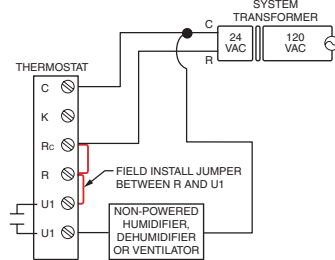 SYSTEM
TRANSFORMER
C
24
VAC
120
VAC
R
THERMOSTAT
C
K
RC
R
FIELD INSTALL JUMPER
BETWEEN R AND U1
U1
U1
NON-POWERED
HUMIDIFIER,
DEHUMIDIFIER
OR VENTILATOR